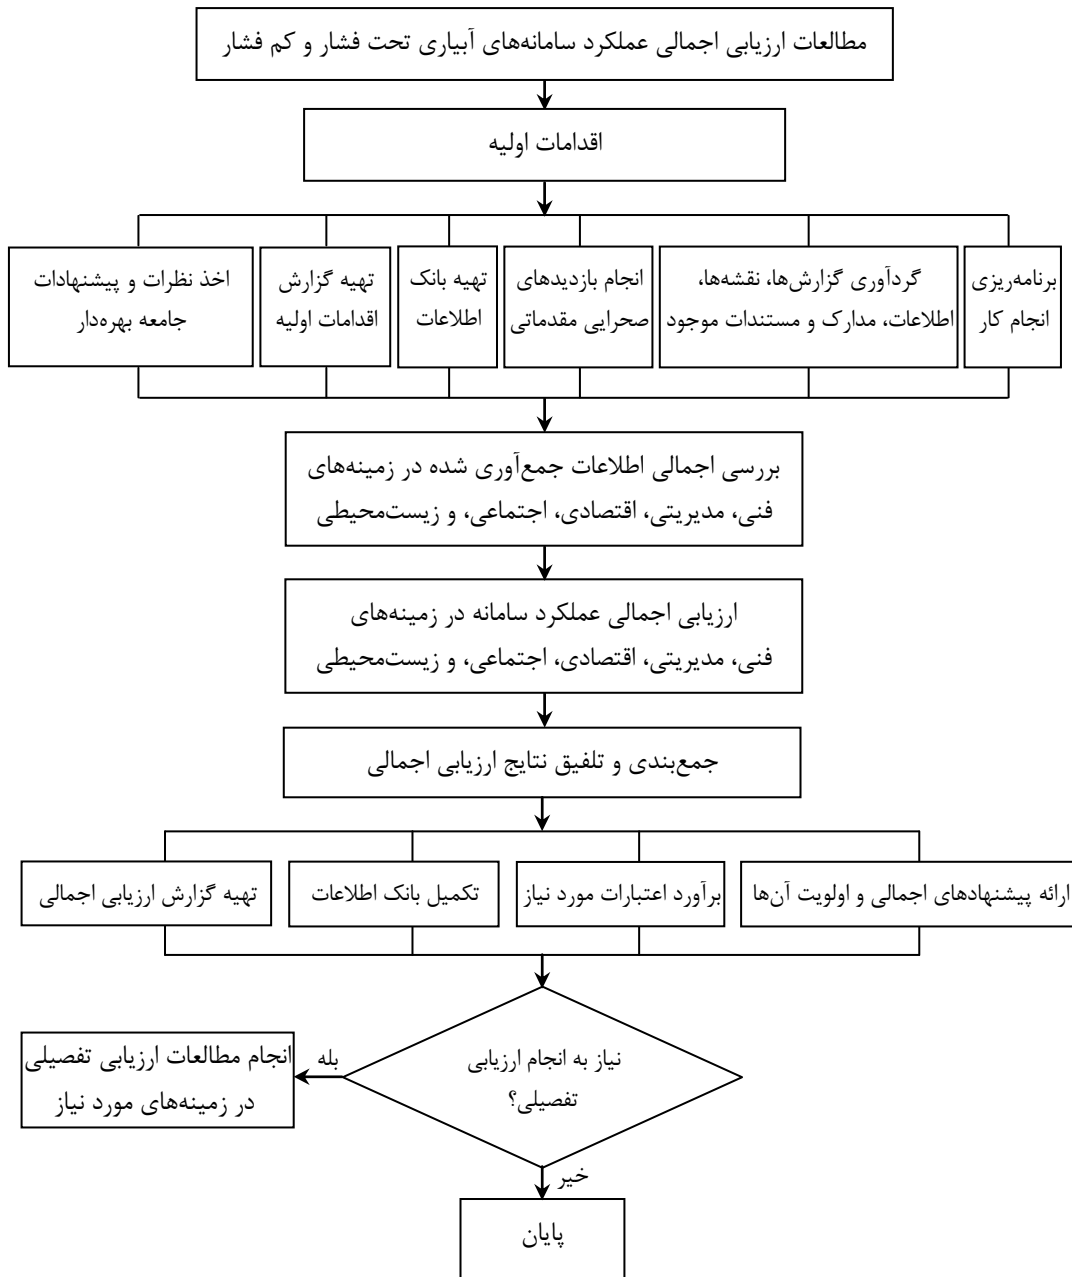 مطالعات ارزیابی اجمالی عملکرد سامانه‌های آبیاری تحت فشار و کم فشار
اقدامات اولیه
برنامه‌ریزی
انجام کار
گردآوری گزارش‌ها، نقشه‌ها،
اطلاعات، مدارک و مستندات موجود
انجام بازدیدهای
صحرایی مقدماتی
تهیه بانک
اطلاعات
تهیه گزارش
اقدامات اولیه
اخذ نظرات و پیشنهادات
جامعه بهره‌دار
بررسی اجمالی اطلاعات جمع‌آوری شده در زمینه‌های
فنی، مدیریتی، اقتصادی، اجتماعی، و زیست‌محیطی
ارزیابی اجمالی عملکرد سامانه در زمینه‌های
فنی، مدیریتی، اقتصادی، اجتماعی، و زیست‌محیطی
جمع‌بندی و تلفیق نتایج ارزیابی اجمالی
ارائه پیشنهادهای اجمالی و اولویت آن‌ها
برآورد اعتبارات مورد نیاز
تکمیل بانک اطلاعات
تهیه گزارش ارزیابی اجمالی
نیاز به انجام ارزیابی
تفصیلی؟
بله
انجام مطالعات ارزیابی تفصیلی
در زمینه‌های مورد نیاز
خیر
پایان